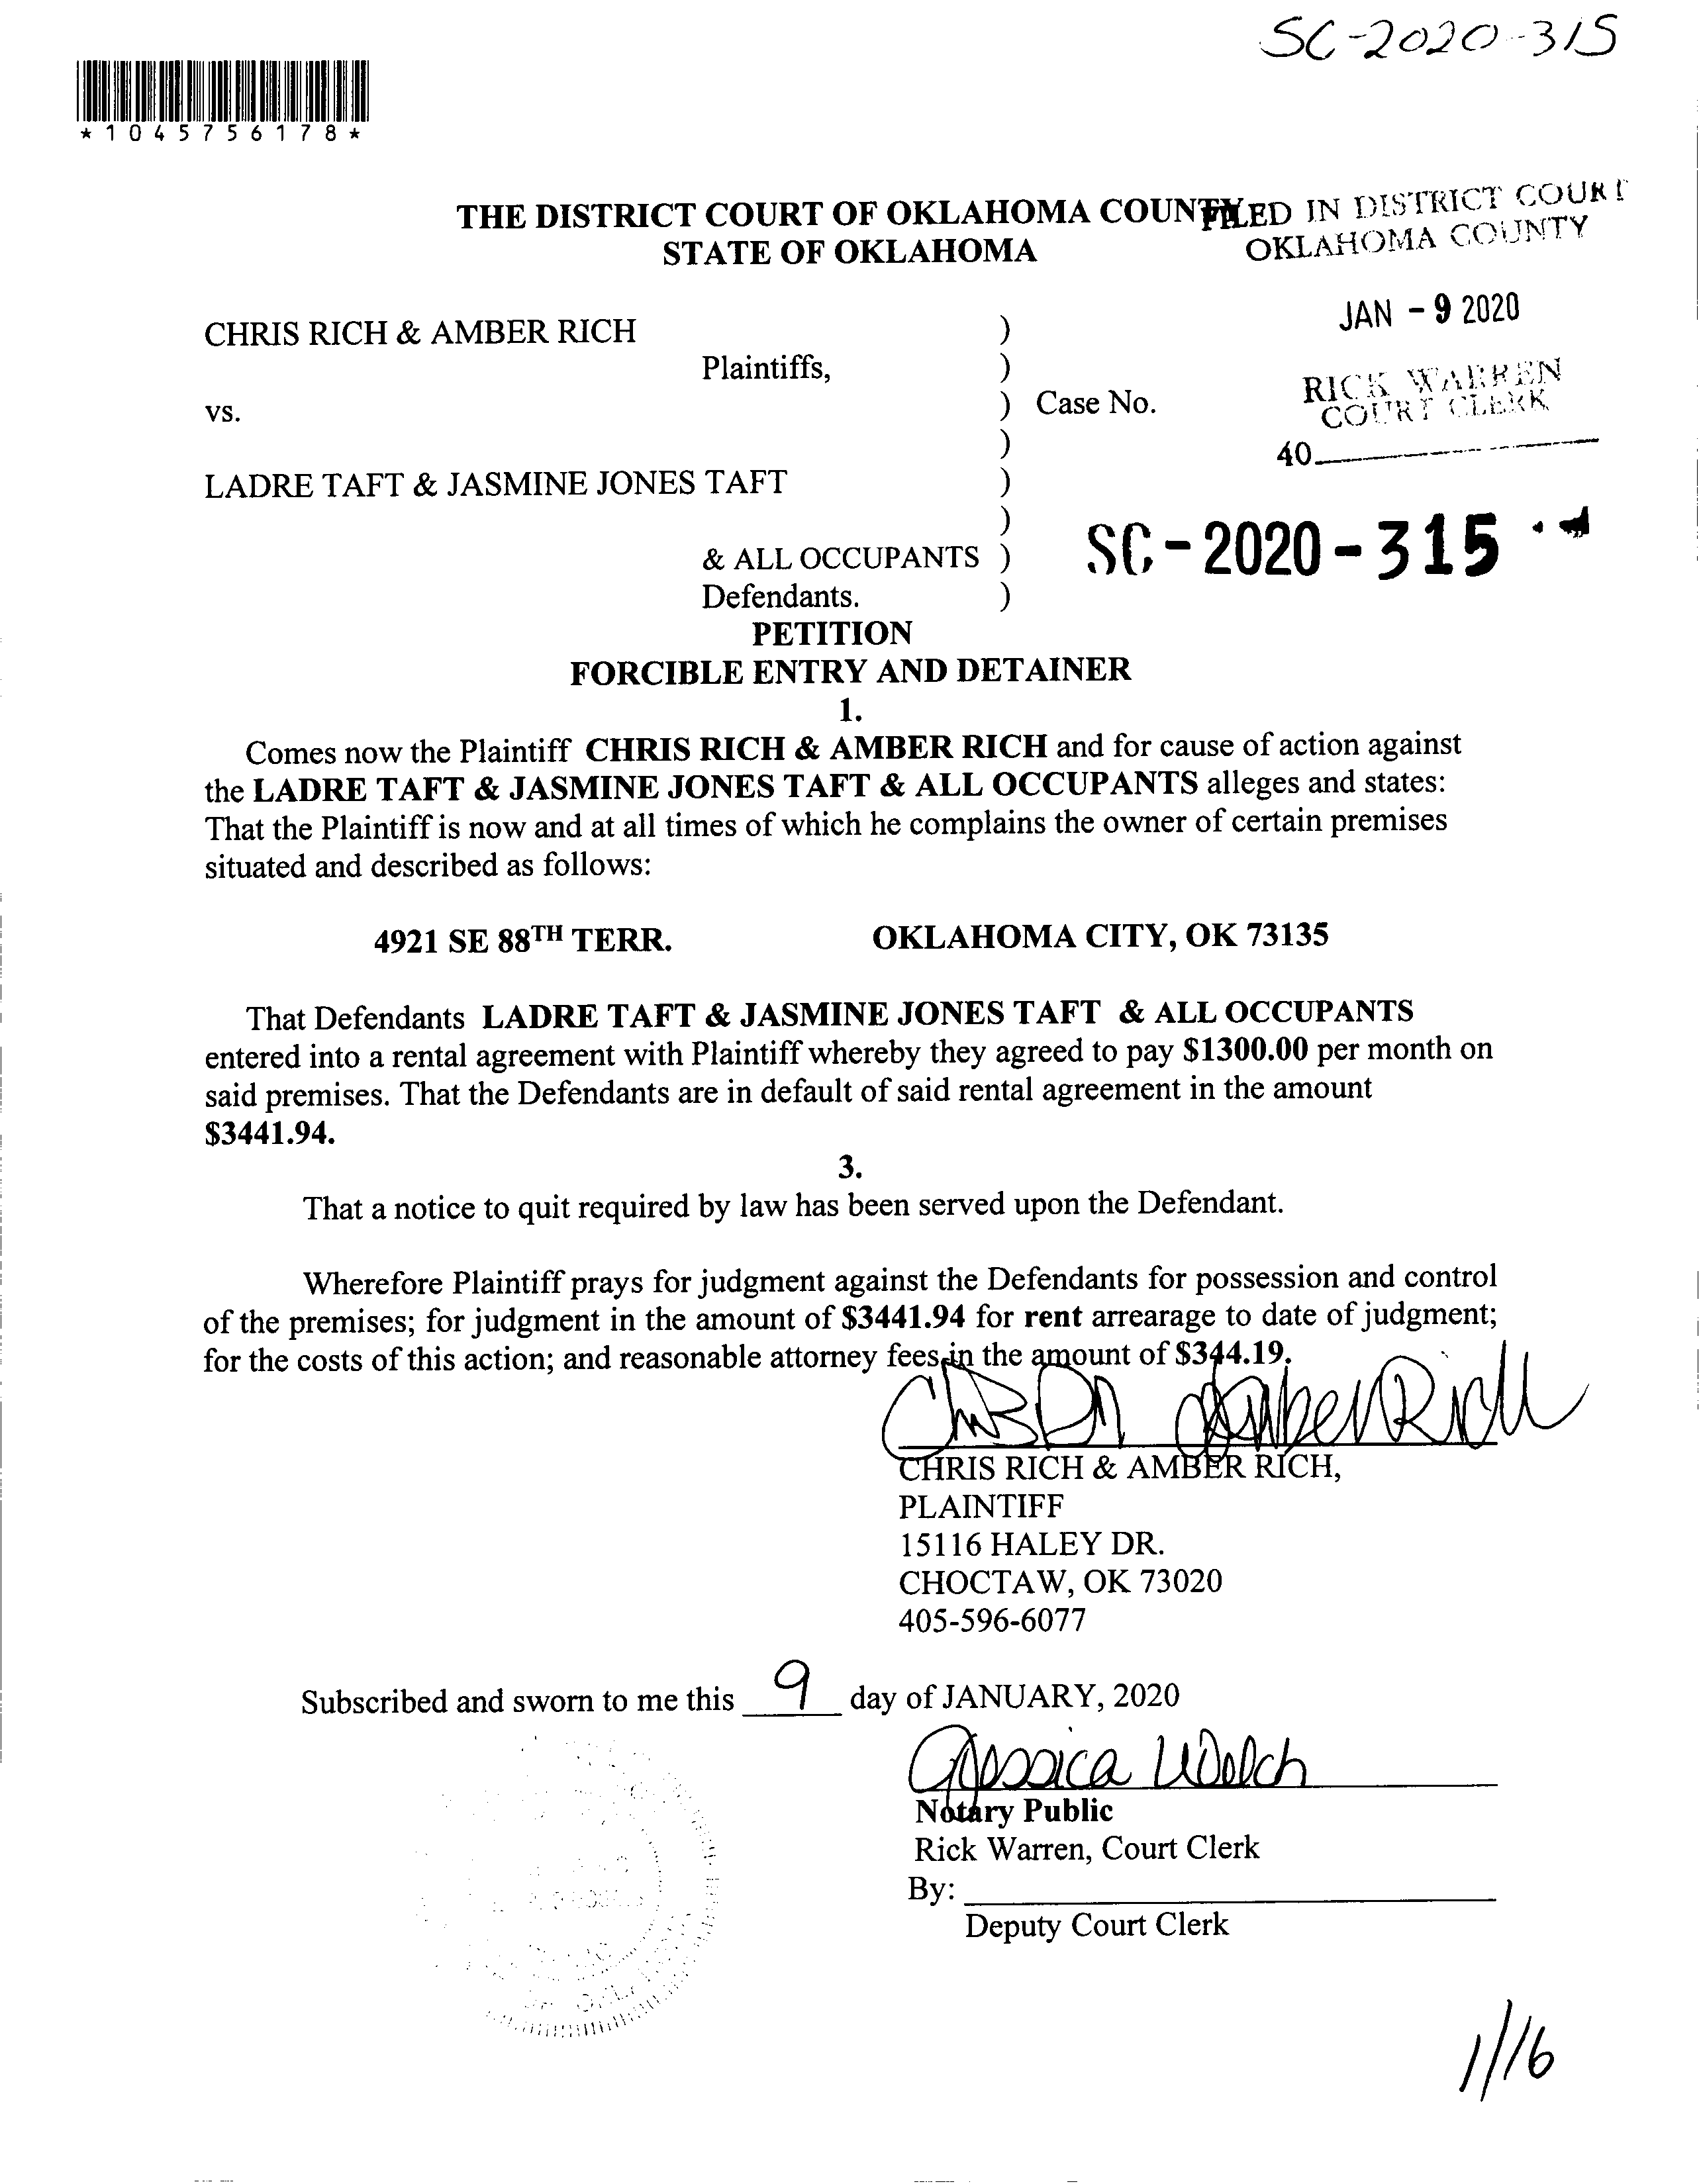 SC-2020-315
*1045756178*
THE DISTRICT COURT OF OKLAHOMA COUNTY
STATE OF OKLAHOMA
FILED IN DISTRICT COURT
OKLAHOMA COUNTY
JAN - 9 2020
RICK WARREN
COURT CLERK
40
CHRIS RICH & AMBER RICH )
Plaintiffs, )
vs. ) Case No.
)
LADRE TAFT & JASMINE JONES TAFT )
)
& ALL OCCUPANTS )
Defendants. )
SC-2020-315
PETITION
FORCIBLE ENTRY AND DETAINER
1.
Comes now the Plaintiff CHRIS RICH & AMBER RICH and for cause of action against
the LADRE TAFT & JASMINE JONES TAFT & ALL OCCUPANTS alleges and states:
That the Plaintiff is now and at all times of which he complains the owner of certain premises
situated and described as follows:
4921 SE 88TH TERR. OKLAHOMA CITY, OK 73135
That Defendants LADRE TAFT & JASMINE JONES TAFT & ALL OCCUPANTS
entered into a rental agreement with Plaintiff whereby they agreed to pay $1300.00 per month on
said premises. That the Defendants are in default of said rental agreement in the amount
$3441.94.
3.
That a notice to quit required by law has been served upon the Defendant.
Wherefore Plaintiff prays for judgment against the Defendants for possession and control
of the premises; for judgment in the amount of $3441.94 for rent arrearage to date of judgment;
for the costs of this action; and reasonable attorney fees in the amount of $344.19.
Amber Rich
CHRIS RICH & AMBER RICH,
PLAINTIFF
15116 HALEY DR.
CHOCTAW, OK 73020
405-596-6077
Subscribed and sworn to me this 9 day of JANUARY, 2020
Jessica Welch
Notary Public
Rick Warren, Court Clerk
By:
Deputy Court Clerk
1/16